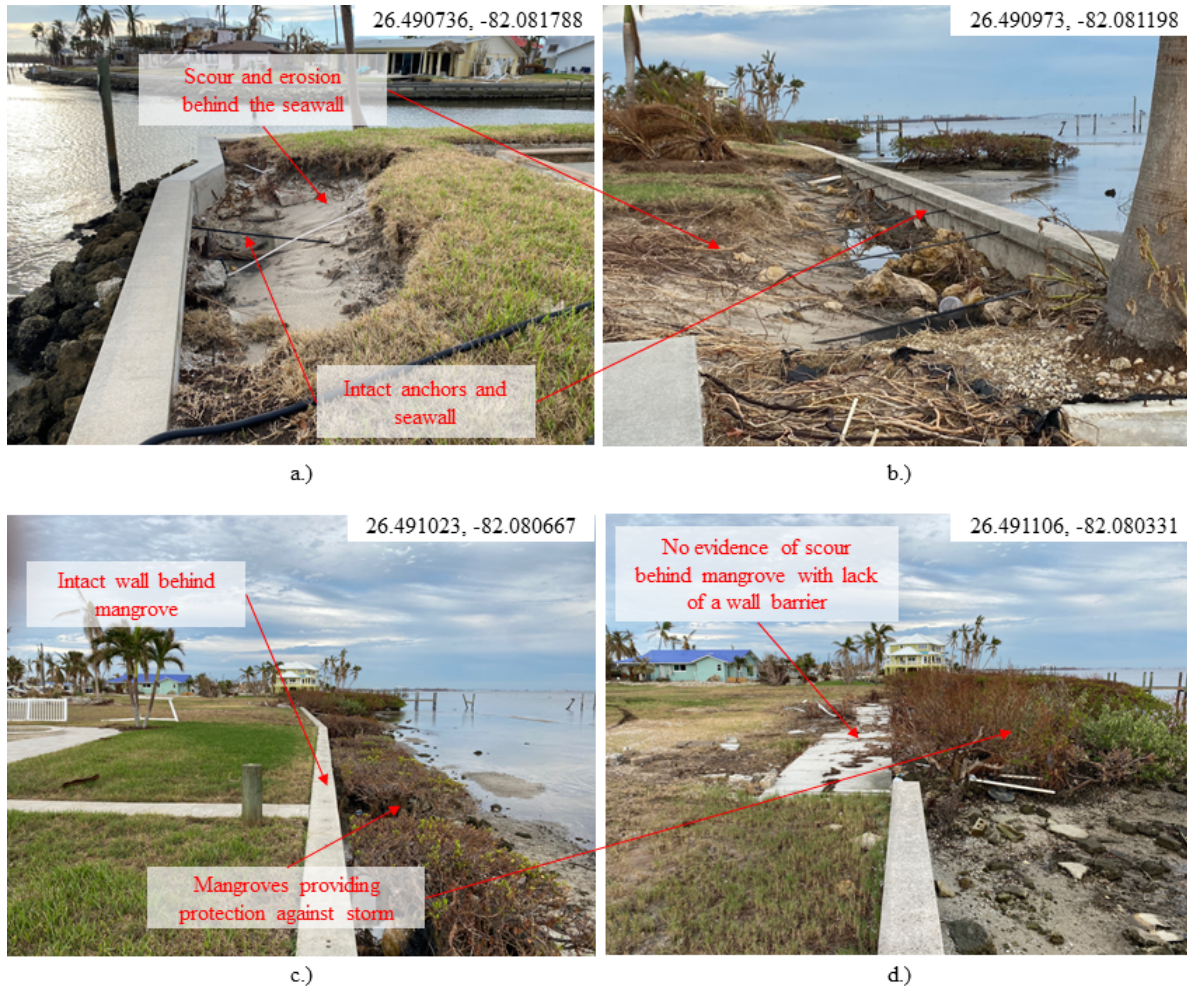 26.490736, -82.081788
26.490973, -82.081198
Scour and erosion
behind the seawall
Intact anchors and
seawall
a.)
b.)
26.491023, -82.080667
26.491106, -82.080331
Intact wall behind
mangrove
No evidence of scour
behind mangrove with lack
of a wall barrier
Mangroves providing
protection against storm
c.)
d.)